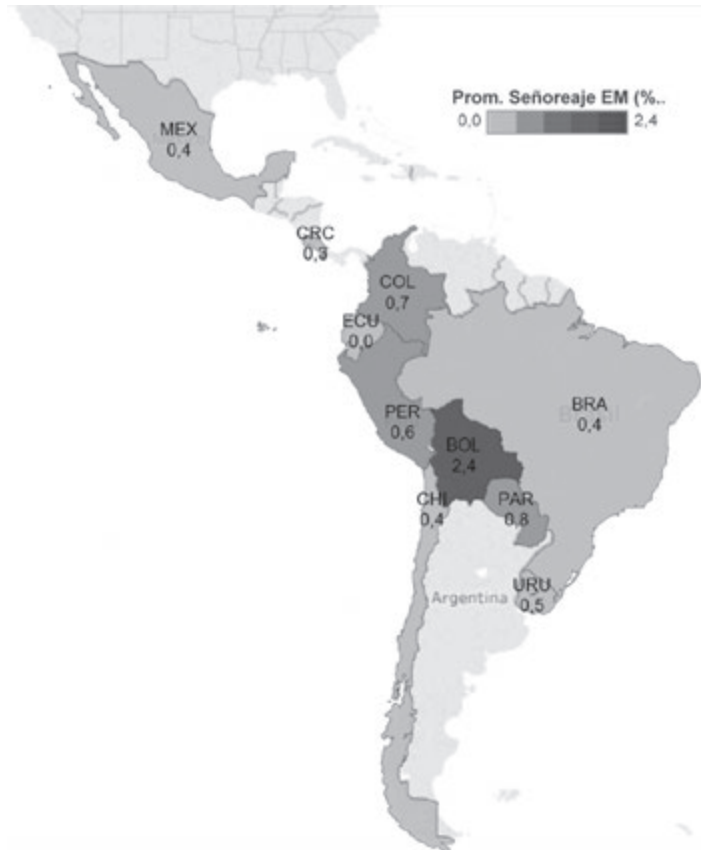 Prom. Señoreaje EM (%..
0,0 2,4
MEX
0,4
CRC
0,3
COL
0,7
ECU
0,0
PER
0,6
BRA
0,4
BOL
2,4
CHI
0,4
PAR
0,8
URU
0,5
Argentina